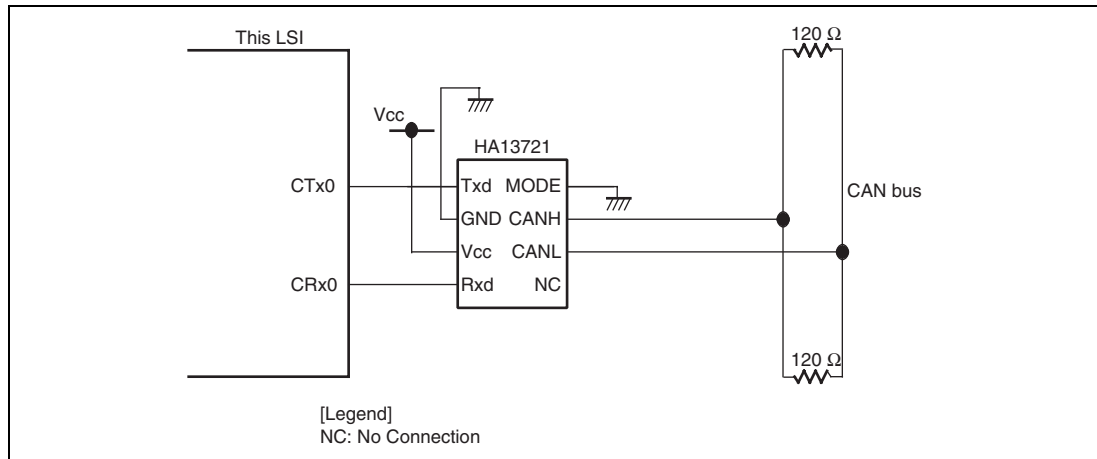 This LSI
120 Ω
Vcc
HA13721
CTx0
Txd MODE
CAN bus
GND CANH
Vcc CANL
CRx0
Rxd NC
120 Ω
[Legend]
NC: No Connection